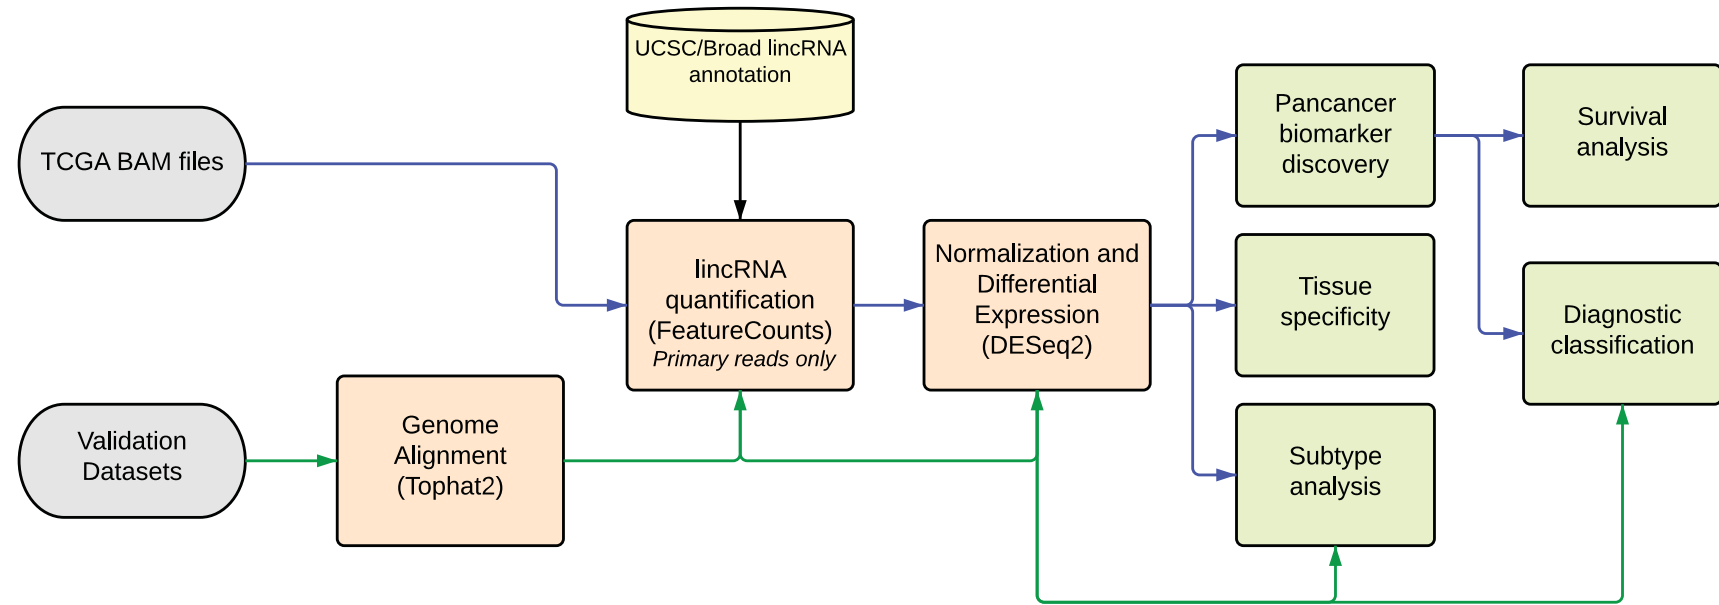 UCSC/Broad lincRNA
annotation
TCGA BAM files
lincRNA
quantification
(FeatureCounts)
Primary reads only
Normalization and
Differential
Expression
(DESeq2)
Pancancer
biomarker
discovery
Survival
analysis
Tissue
specificity
Diagnostic
classification
Validation
Datasets
Genome
Alignment
(Tophat2)
Subtype
analysis